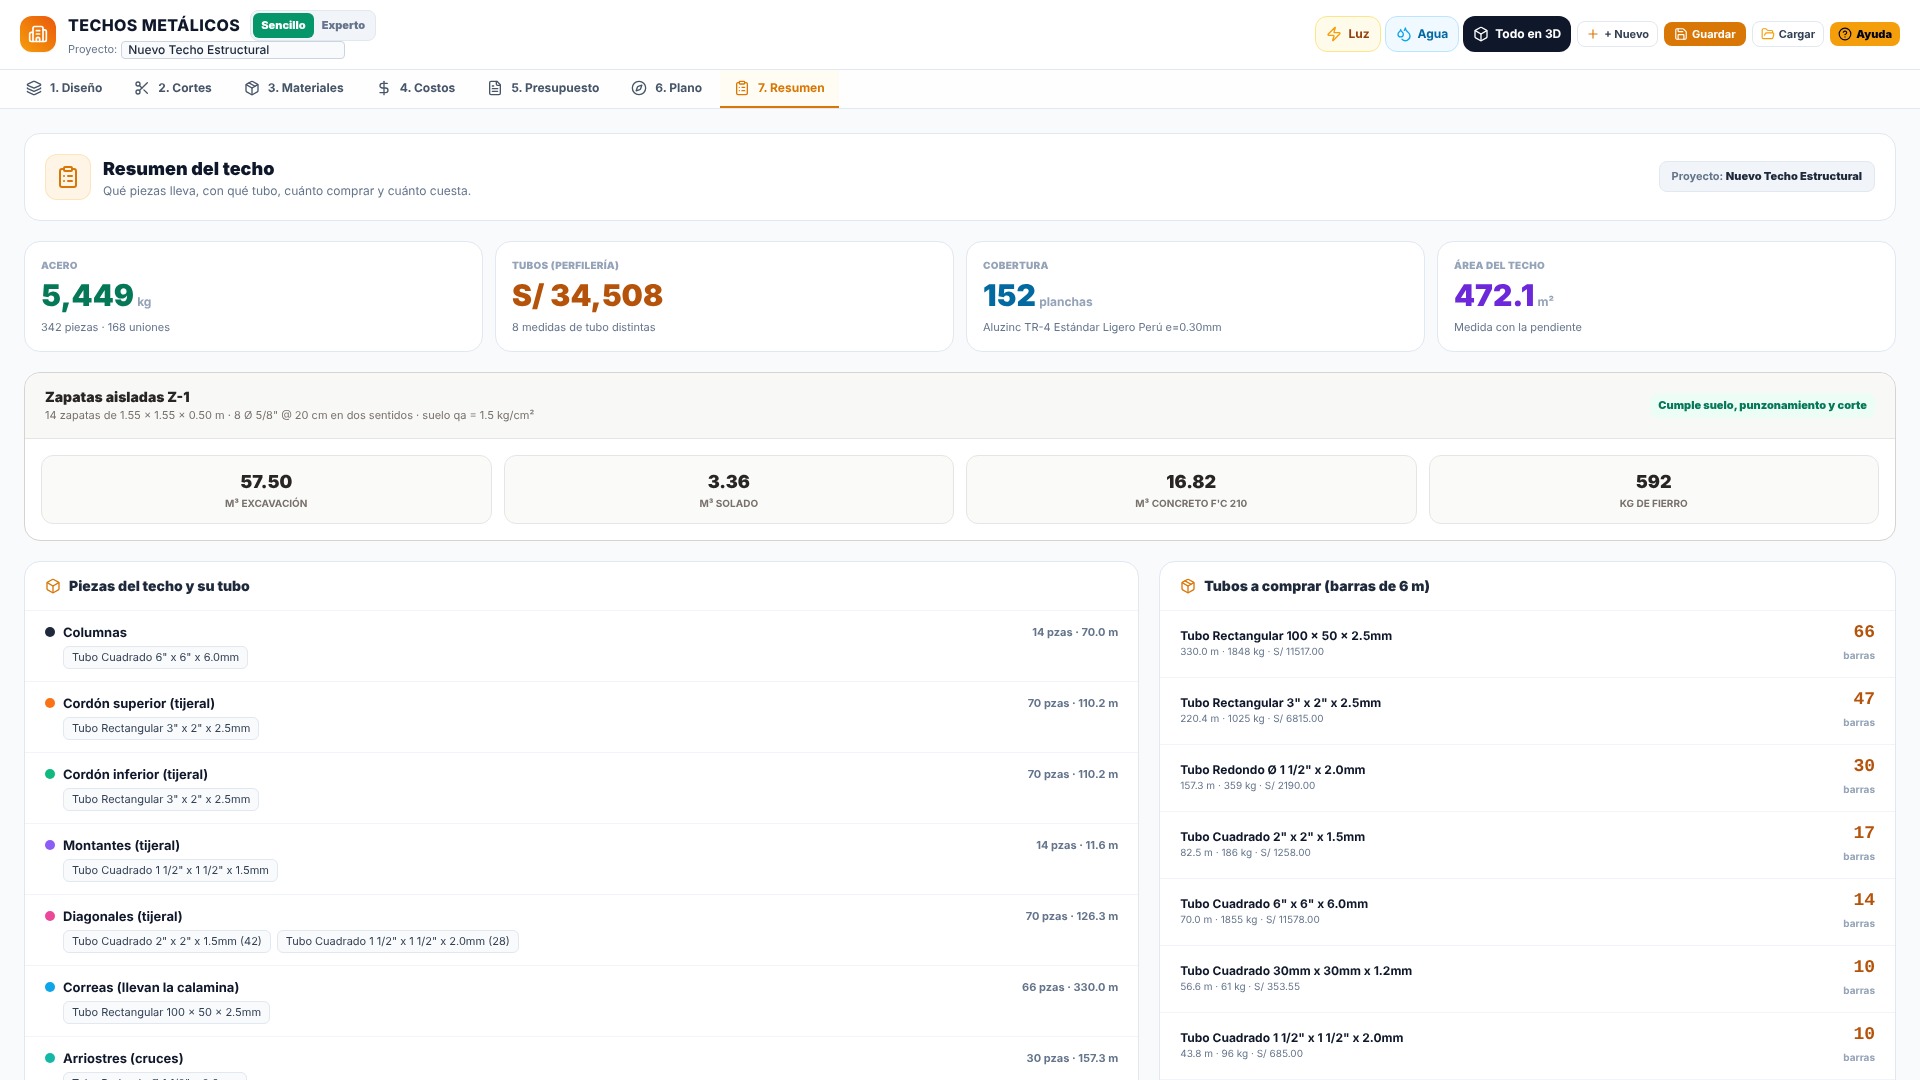 TECHOS METÁLICOS
Sencillo
Experto
Proyecto:
Nuevo Techo Estructural
Luz
Agua
Todo en 3D
+ Nuevo
Guardar
Cargar
Ayuda
1. Diseño
2. Cortes
3. Materiales
4. Costos
5. Presupuesto
6. Plano
7. Resumen
Resumen del techo
Qué piezas lleva, con qué tubo, cuánto comprar y cuánto cuesta.
Proyecto: Nuevo Techo Estructural
ACERO
5,449 kg
342 piezas · 168 uniones
TUBOS (PERFILERÍA)
S/ 34,508
8 medidas de tubo distintas
COBERTURA
152 planchas
Aluzinc TR-4 Estándar Ligero Perú e=0.30mm
ÁREA DEL TECHO
472.1 m²
Medida con la pendiente
Zapatas aisladas Z-1
14 zapatas de 1.55 × 1.55 × 0.50 m · 8 Ø 5/8" @ 20 cm en dos sentidos · suelo qa = 1.5 kg/cm²
Cumple suelo, punzonamiento y corte
57.50
M³ EXCAVACIÓN
3.36
M³ SOLADO
16.82
M³ CONCRETO F'C 210
592
KG DE FIERRO
Piezas del techo y su tubo
Columnas
14 pzas · 70.0 m
Tubo Cuadrado 6" x 6" x 6.0mm
Cordón superior (tijeral)
70 pzas · 110.2 m
Tubo Rectangular 3" x 2" x 2.5mm
Cordón inferior (tijeral)
70 pzas · 110.2 m
Tubo Rectangular 3" x 2" x 2.5mm
Montantes (tijeral)
14 pzas · 11.6 m
Tubo Cuadrado 1 1/2" x 1 1/2" x 1.5mm
Diagonales (tijeral)
70 pzas · 126.3 m
Tubo Cuadrado 2" x 2" x 1.5mm (42)
Tubo Cuadrado 1 1/2" x 1 1/2" x 2.0mm (28)
Correas (llevan la calamina)
66 pzas · 330.0 m
Tubo Rectangular 100 × 50 × 2.5mm
Arriostres (cruces)
30 pzas · 157.3 m
Tubos a comprar (barras de 6 m)
Tubo Rectangular 100 × 50 × 2.5mm
330.0 m · 1848 kg · S/ 11517.00
66
barras
Tubo Rectangular 3" x 2" x 2.5mm
220.4 m · 1025 kg · S/ 6815.00
47
barras
Tubo Redondo Ø 1 1/2" x 2.0mm
157.3 m · 359 kg · S/ 2190.00
30
barras
Tubo Cuadrado 2" x 2" x 1.5mm
82.5 m · 186 kg · S/ 1258.00
17
barras
Tubo Cuadrado 6" x 6" x 6.0mm
70.0 m · 1855 kg · S/ 11578.00
14
barras
Tubo Cuadrado 30mm x 30mm x 1.2mm
56.6 m · 61 kg · S/ 353.55
10
barras
Tubo Cuadrado 1 1/2" x 1 1/2" x 2.0mm
43.8 m · 96 kg · S/ 685.00
10
barras